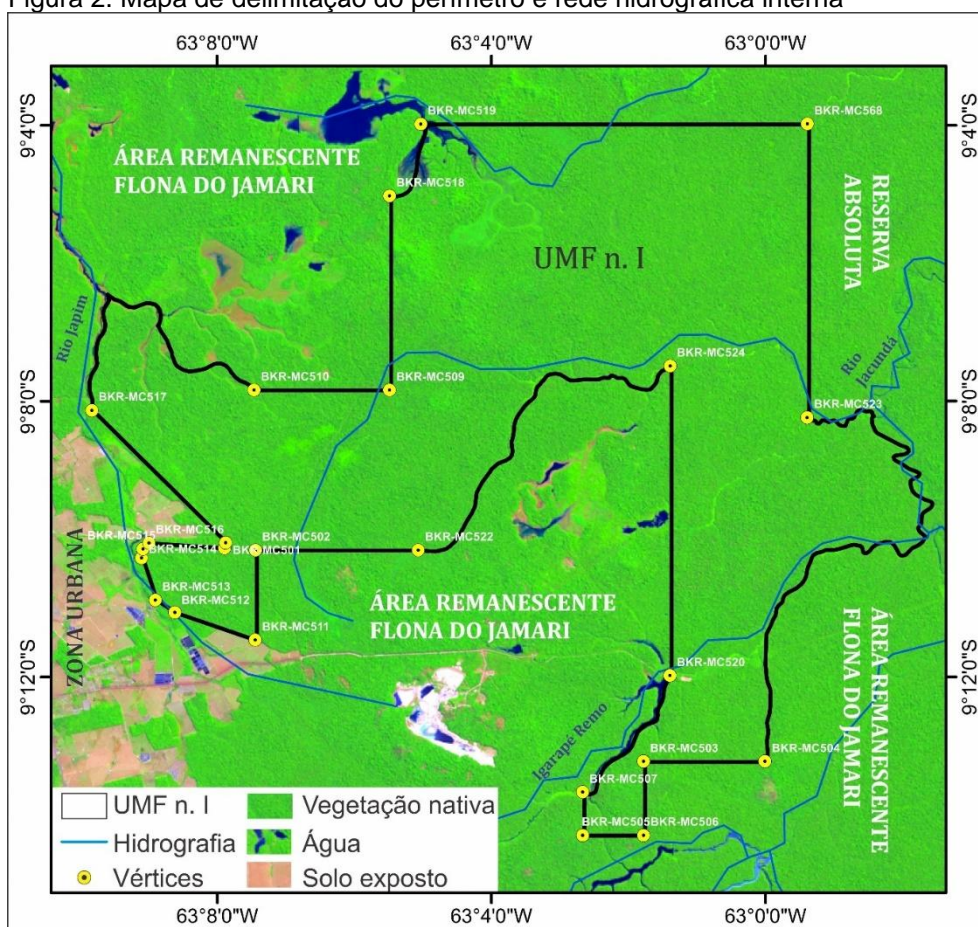 Figura 2. Mapa de delimitação do perímetro e rede hidrográfica interna
63°8'0"W
63°4'0"W
63°0'0"W
9°4'0"S
9°4'0"S
BKR-MC519
BKR-MC568
ÁREA REMANESCENTE
FLONA DO JAMARI
BKR-MC518
RESERVA
ABSOLUTA
UMF n. I
Rio Japim
Rio
Jacundá
BKR-MC524
BKR-MC510
BKR-MC509
9°8'0"S
9°8'0"S
BKR-MC517
BKR-MC523
BKR-MC516
BKR-MC502
BKR-MC515
BKR-MC514
BKR-MC501
BKR-MC522
ZONA URBANA
BKR-MC513
BKR-MC512
ÁREA REMANESCENTE
FLONA DO JAMARI
BKR-MC511
ÁREA REMANESCENTE
FLONA DO JAMARI
9°12'0"S
9°12'0"S
BKR-MC520
Igarapé Remo
BKR-MC503
BKR-MC504
BKR-MC507
BKR-MC505
BKR-MC506
UMF n. I
Vegetação nativa
Hidrografia
Água
Vértices
Solo exposto
63°8'0"W
63°4'0"W
63°0'0"W